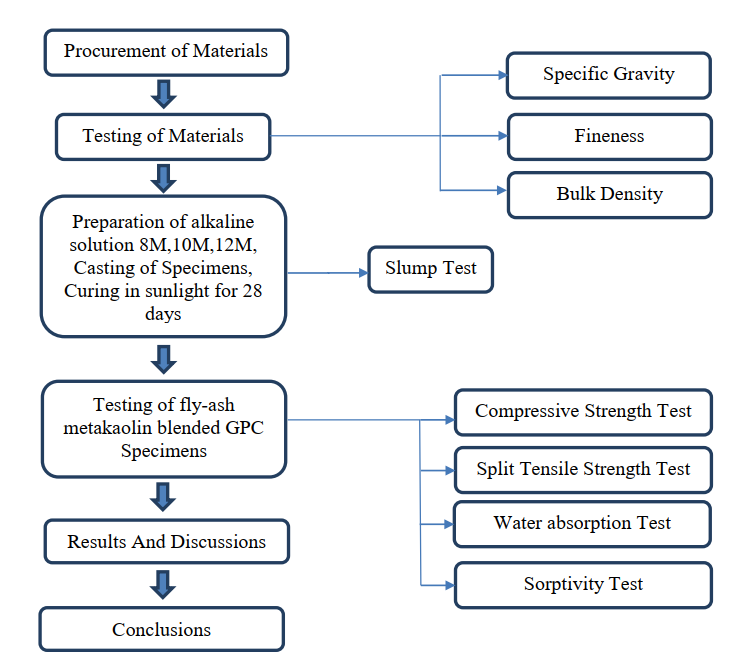 Procurement of Materials
Specific Gravity
Testing of Materials
Fineness
Bulk Density
Preparation of alkaline
solution 8M,10M,12M,
Casting of Specimens,
Curing in sunlight for 28
days
Slump Test
Testing of fly-ash
metakaolin blended GPC
Specimens
Compressive Strength Test
Split Tensile Strength Test
Water absorption Test
Sorptivity Test
Results And Discussions
Conclusions